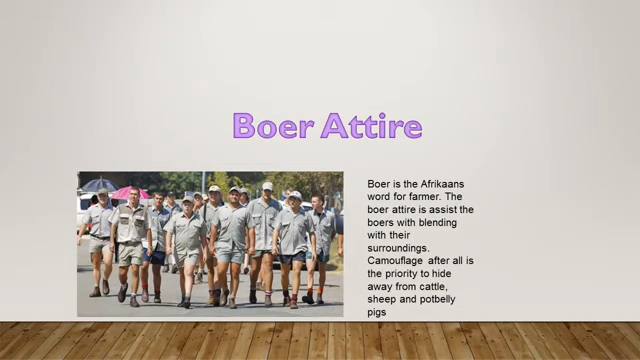 Boer Attire
Boer is the Afrikaans
word for farmer. The
boer attire is assist the
boers with blending
with their
surroundings.
Camouflage after all is
the priority to hide
away from cattle,
sheep and potbelly
pigs